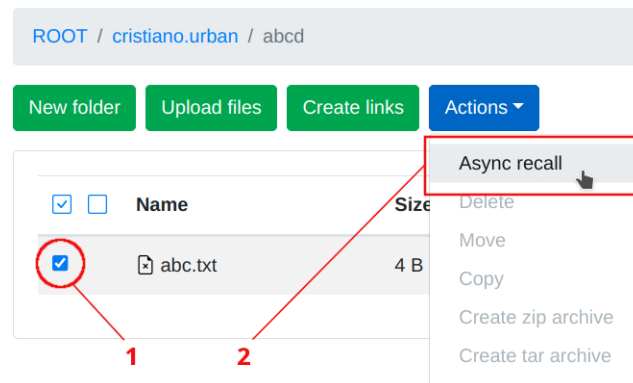 ROOT / cristiano.urban / abcd
New folder Upload files Create links Actions
Async recall
Name Size
Delete
Move
abc.txt 4 B
Copy
Create zip archive
Create tar archive
1 2